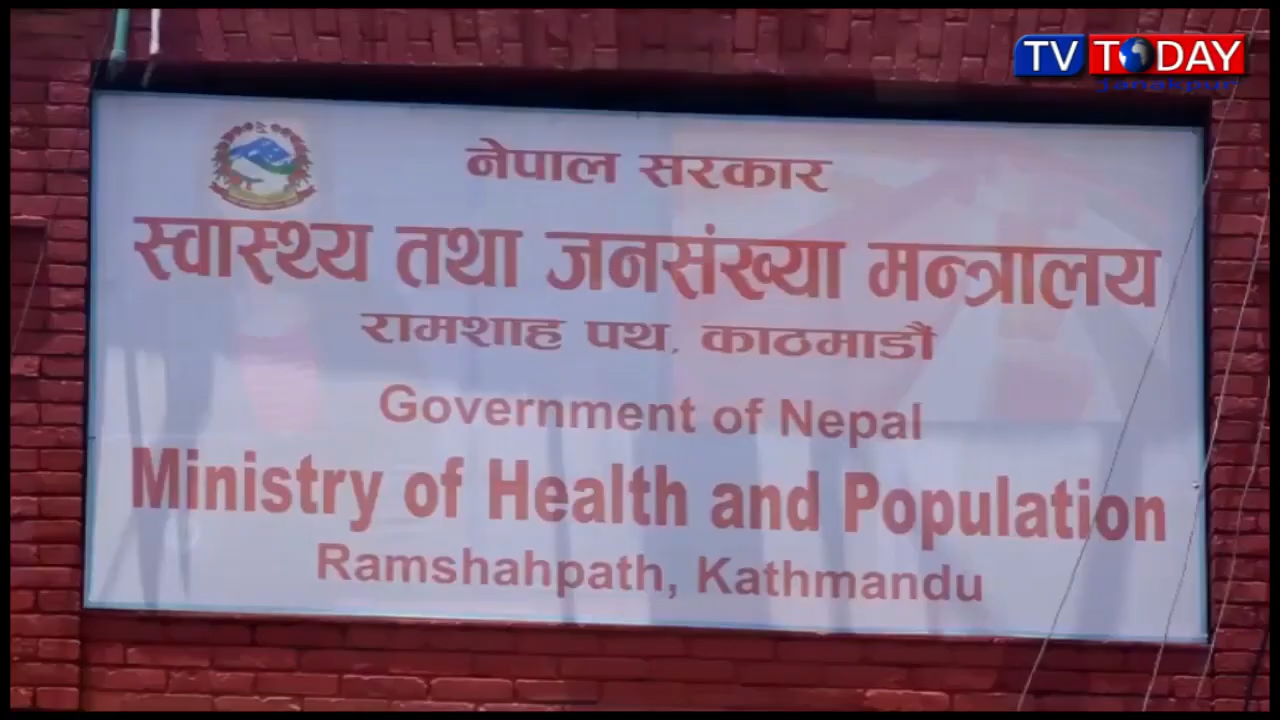 TV TODAY
Janakpur
नेपाल सरकार
स्वास्थ्य तथा जनसंख्या मन्त्रालय
रामशाह पथ, काठमाडौं
Government of Nepal
Ministry of Health and Population
Ramshahpath, Kathmandu